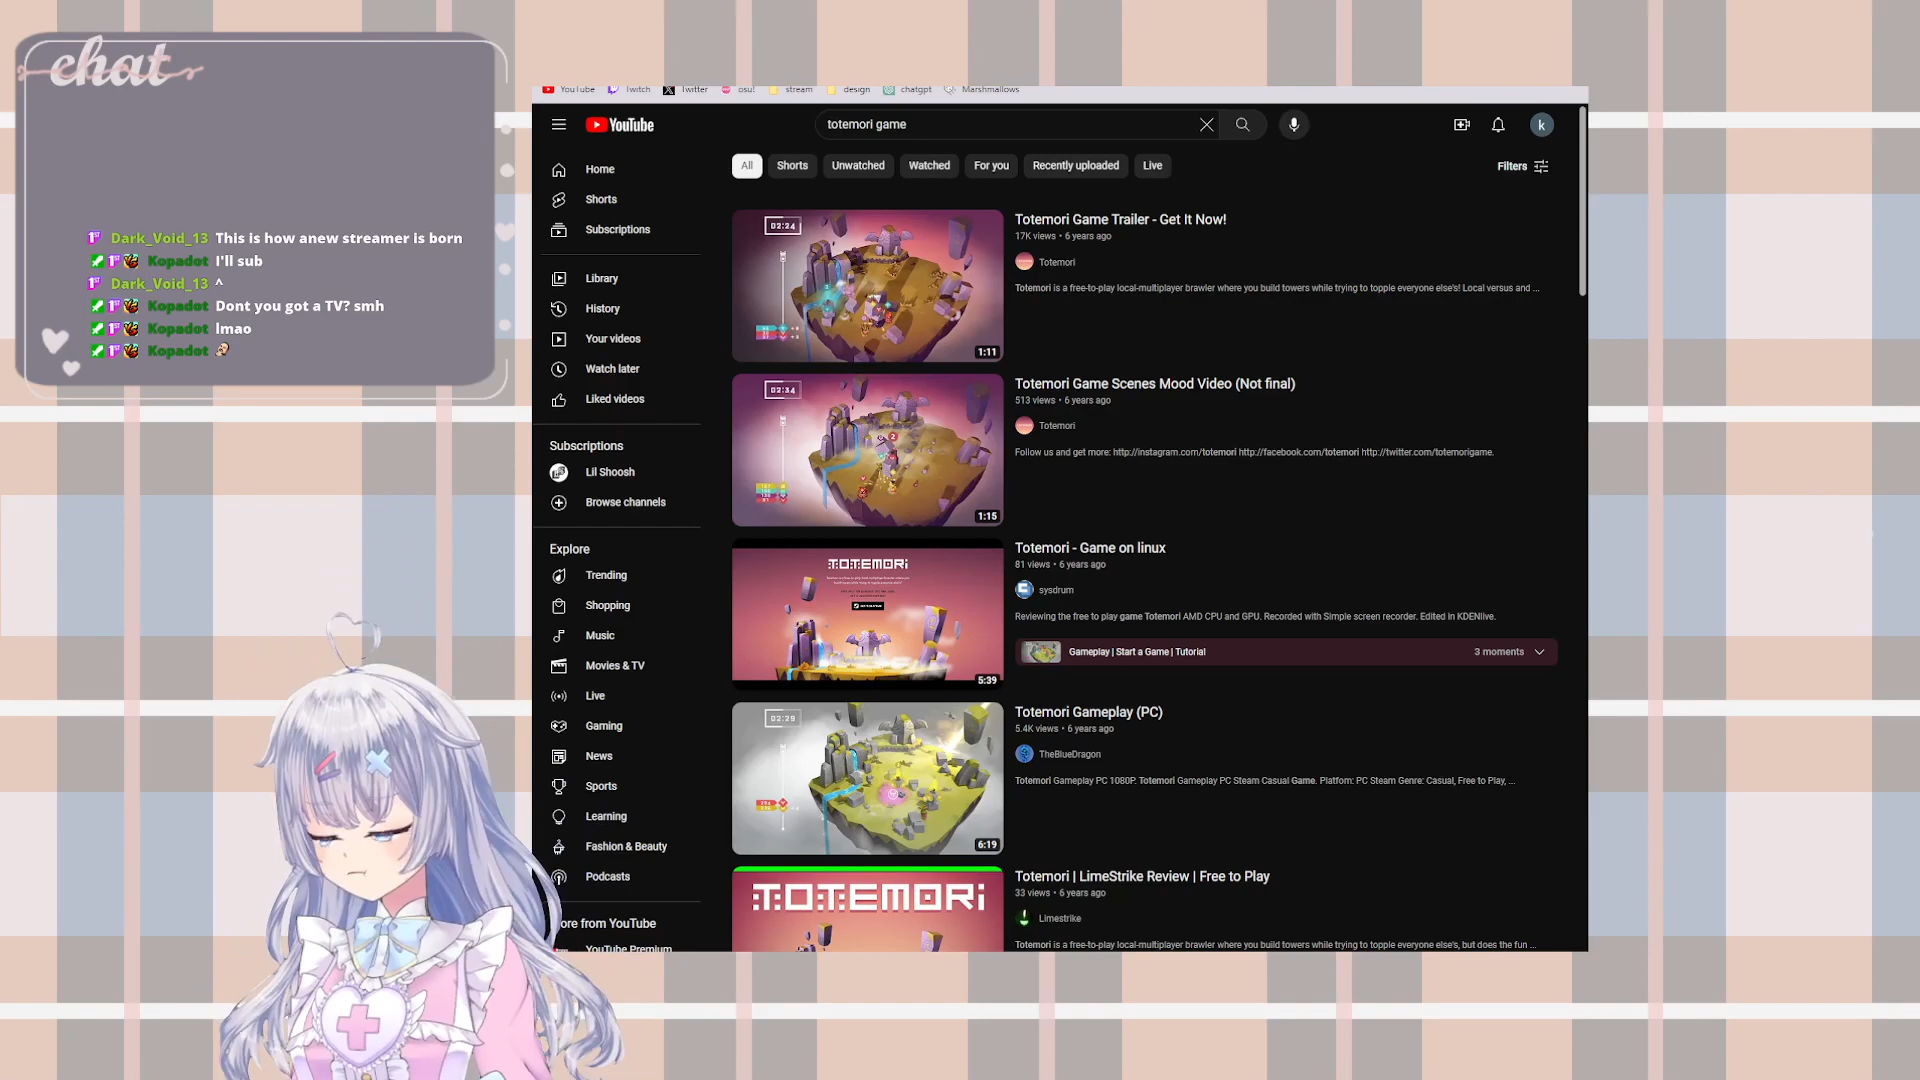 chat
Dark_Void_13 This is how anew streamer is born
Kopadot I'll sub
Dark_Void_13 ^
Kopadot Dont you got a TV? smh
Kopadot lmao
Kopadot
YouTube Twitch Twitter osu! stream design chatgpt Marshmallows
YouTube
totemori game
k
All Shorts Unwatched Watched For you Recently uploaded Live
Filters
Home
Shorts
Subscriptions
Library
History
Your videos
Watch later
Liked videos
Subscriptions
Lil Shoosh
Browse channels
Explore
Trending
Shopping
Music
Movies & TV
Live
Gaming
News
Sports
Learning
Fashion & Beauty
Podcasts
ore from YouTube
YouTube Premium
02:24
1:11
Totemori Game Trailer - Get It Now!
17K views • 6 years ago
Totemori
Totemori is a free-to-play local-multiplayer brawler where you build towers while trying to topple everyone else's! Local versus and ...
02:34
1:15
Totemori Game Scenes Mood Video (Not final)
513 views • 6 years ago
Totemori
Follow us and get more: http://instagram.com/totemori http://facebook.com/totemori http://twitter.com/totemorigame.
TOTEMORI
5:39
Totemori - Game on linux
81 views • 6 years ago
sysdrum
Reviewing the free to play game Totemori AMD CPU and GPU. Recorded with Simple screen recorder. Edited in KDENlive.
Gameplay | Start a Game | Tutorial
3 moments
02:29
6:19
Totemori Gameplay (PC)
5.4K views • 6 years ago
TheBlueDragon
Totemori Gameplay PC 1080P. Totemori Gameplay PC Steam Casual Game. Platfom: PC Steam Genre: Casual, Free to Play, ...
TOTEMORI
Totemori | LimeStrike Review | Free to Play
33 views • 6 years ago
Limestrike
Totemori is a free-to-play local-multiplayer brawler where you build towers while trying to topple everyone else's, but does the fun ...